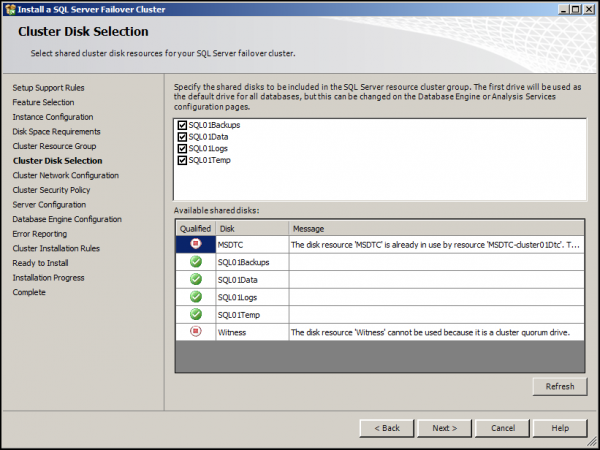 Install a SQL Server Failover Cluster
Cluster Disk Selection
Select shared cluster disk resources for your SQL Server failover cluster.
Setup Support Rules
Feature Selection
Instance Configuration
Disk Space Requirements
Cluster Resource Group
Cluster Disk Selection
Cluster Network Configuration
Cluster Security Policy
Server Configuration
Database Engine Configuration
Error Reporting
Cluster Installation Rules
Ready to Install
Installation Progress
Complete
Specify the shared disks to be included in the SQL Server resource cluster group. The first drive will be used as
the default drive for all databases, but this can be changed on the Database Engine or Analysis Services
configuration pages.
SQL01Backups
SQL01Data
SQL01Logs
SQL01Temp
Available shared disks:
Qualified Disk Message
MSDTC The disk resource 'MSDTC' is already in use by resource 'MSDTC-cluster01Dtc'. T...
SQL01Backups
SQL01Data
SQL01Logs
SQL01Temp
Witness The disk resource 'Witness' cannot be used because it is a cluster quorum drive.
Refresh
< Back Next > Cancel Help